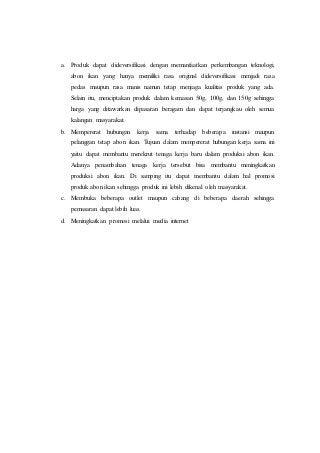 a. Produk dapat dideversifikasi dengan memanfaatkan perkembangan teknologi,
abon ikan yang hanya memiliki rasa original dideversifikasi menjadi rasa
pedas maupun rasa manis namun tetap menjaga kualitas produk yang ada.
Selain itu, menciptakan produk dalam kemasan 50g, 100g, dan 150g sehingga
harga yang ditawarkan dipasaran beragam dan dapat terjangkau oleh semua
kalangan masyarakat.
b. Mempererat hubungan kerja sama terhadap beberapa instansi maupun
pelanggan tetap abon ikan. Tujuan dalam mempererat hubungan kerja sama ini
yaitu dapat membantu merekrut tenaga kerja baru dalam produksi abon ikan.
Adanya penambahan tenaga kerja tersebut bisa membantu meningkatkan
produksi abon ikan. Di samping itu dapat membantu dalam hal promosi
produk abon ikan sehingga produk ini lebih dikenal oleh masyarakat.
c. Membuka beberapa outlet maupun cabang di beberapa daerah sehingga
pemasaran dapat lebih luas.
d. Meningkatkan promosi melalui media internet